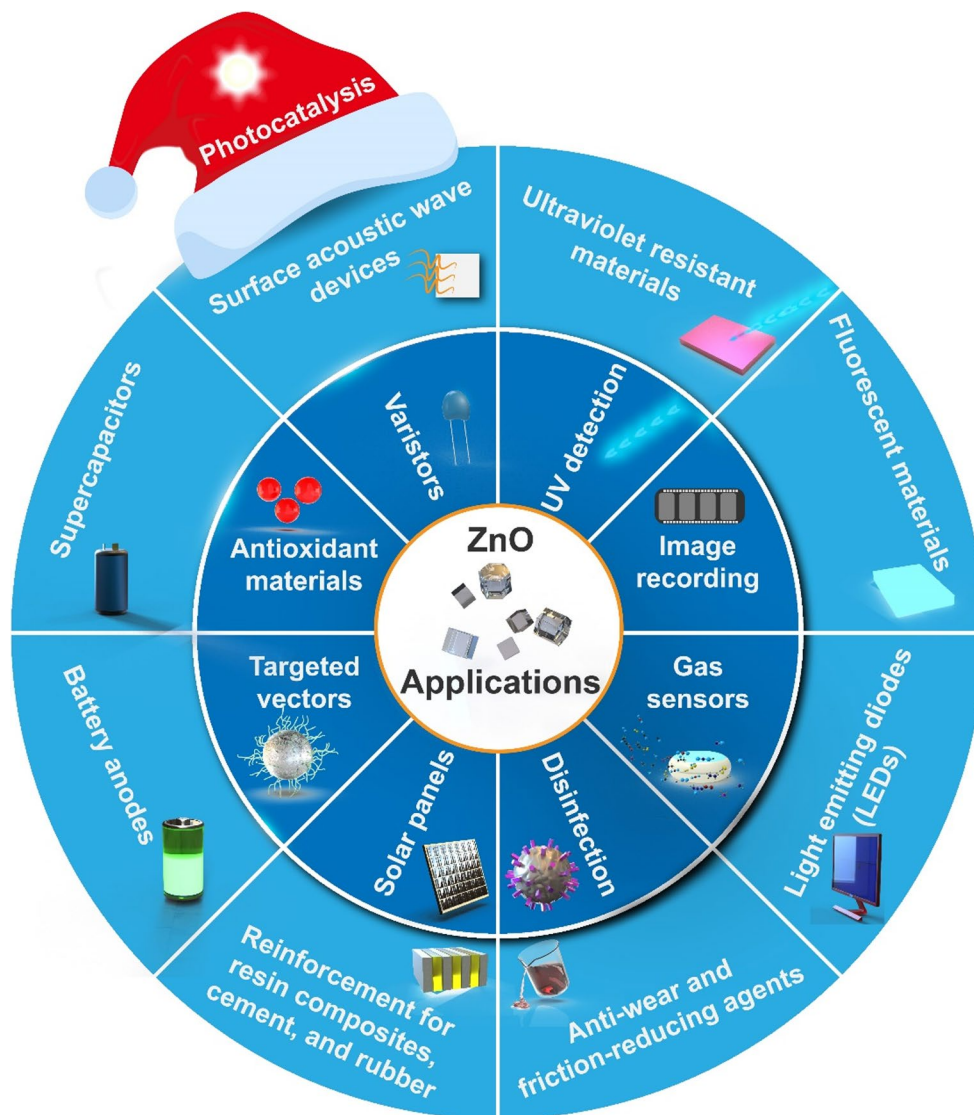 Photocatalysis
Surface acoustic wave
devices
Ultraviolet resistant
materials
Fluorescent materials
Light emitting diodes
(LEDs)
Anti-wear and
friction-reducing agents
Reinforcement for
resin composites,
cement, and rubber
Battery anodes
Supercapacitors
Varistors
UV detection
Image
recording
Gas
sensors
Disinfection
Solar panels
Targeted
vectors
Antioxidant
materials
ZnO
Applications